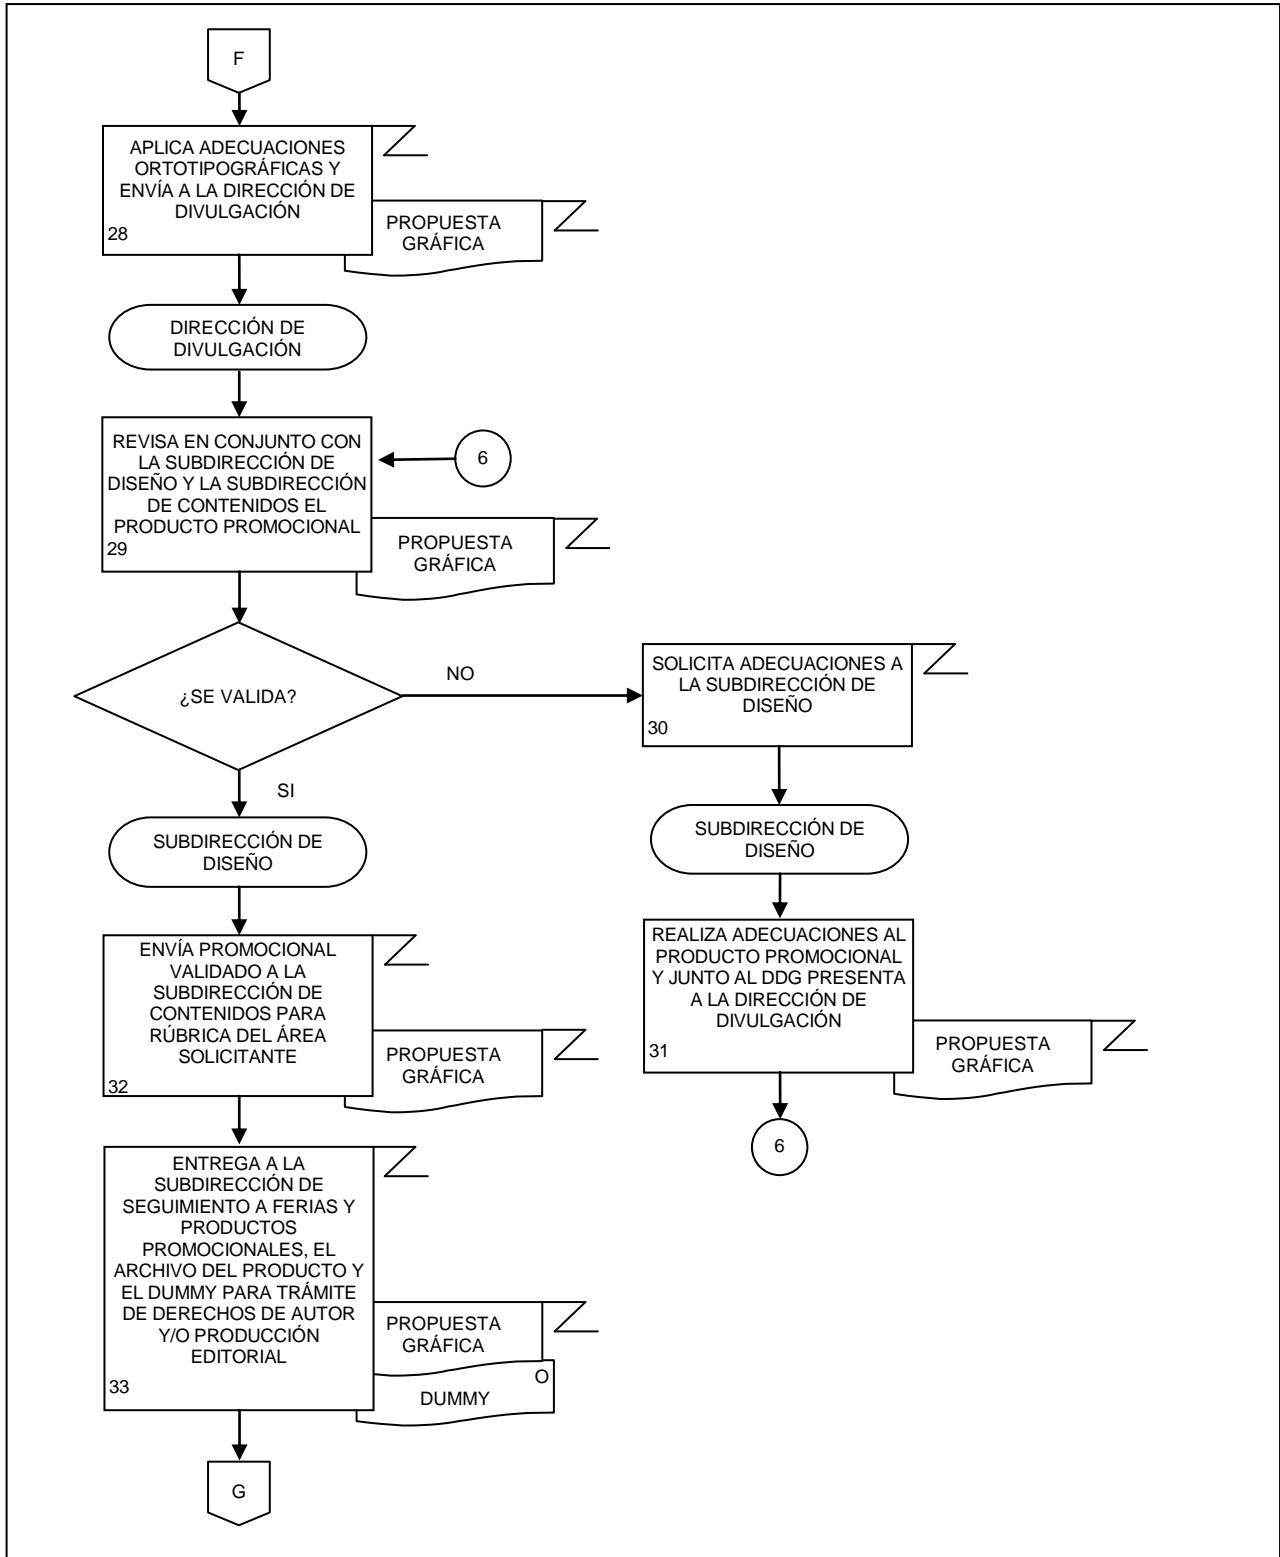 F
APLICA ADECUACIONES
ORTOTIPOGRÁFICAS Y
ENVÍA A LA DIRECCIÓN DE
DIVULGACIÓN
28
PROPUESTA
GRÁFICA
DIRECCIÓN DE
DIVULGACIÓN
REVISA EN CONJUNTO CON
LA SUBDIRECCIÓN DE
DISEÑO Y LA SUBDIRECCIÓN
DE CONTENIDOS EL
PRODUCTO PROMOCIONAL
29
6
PROPUESTA
GRÁFICA
¿SE VALIDA?
NO
SOLICITA ADECUACIONES A
LA SUBDIRECCIÓN DE
DISEÑO
30
SUBDIRECCIÓN DE
DISEÑO
REALIZA ADECUACIONES AL
PRODUCTO PROMOCIONAL
Y JUNTO AL DDG PRESENTA
A LA DIRECCIÓN DE
DIVULGACIÓN
31
PROPUESTA
GRÁFICA
6
SI
SUBDIRECCIÓN DE
DISEÑO
ENVÍA PROMOCIONAL
VALIDADO A LA
SUBDIRECCIÓN DE
CONTENIDOS PARA
RÚBRICA DEL ÁREA
SOLICITANTE
32
PROPUESTA
GRÁFICA
ENTREGA A LA
SUBDIRECCIÓN DE
SEGUIMIENTO A FERIAS Y
PRODUCTOS
PROMOCIONALES, EL
ARCHIVO DEL PRODUCTO Y
EL DUMMY PARA TRÁMITE
DE DERECHOS DE AUTOR
Y/O PRODUCCIÓN
EDITORIAL
33
PROPUESTA
GRÁFICA
O
DUMMY
G